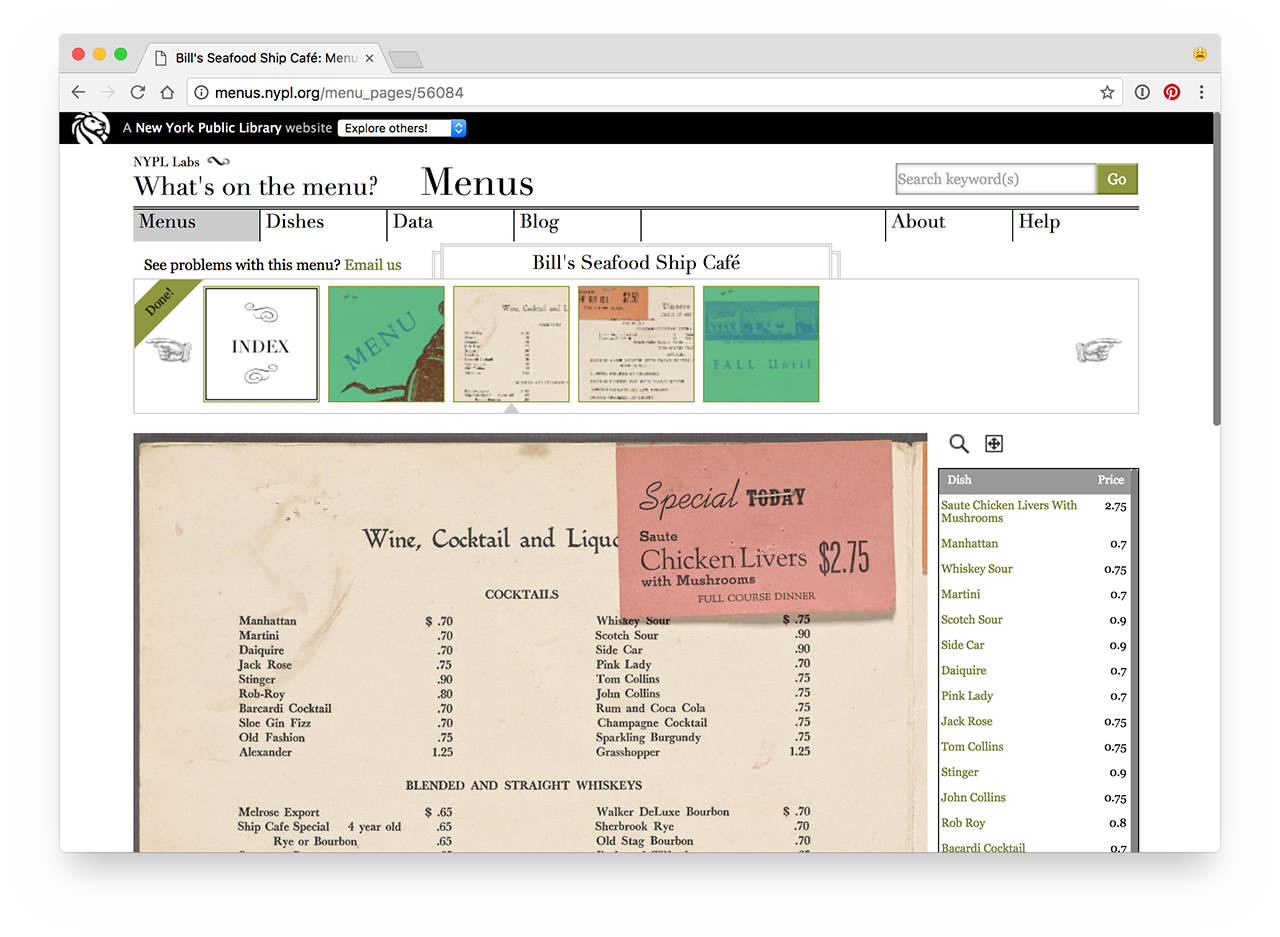 Bill's Seafood Ship Café: Menu
menus.nypl.org/menu_pages/56084
A New York Public Library website
Explore others!
NYPL Labs
What's on the menu?
Menus
Search keyword(s)
Go
Menus
Dishes
Data
Blog
About
Help
See problems with this menu? Email us
Bill's Seafood Ship Café
Done!
INDEX
MENU
Wine, Cocktail and L
$2.50
Dinners
FALL Until
Wine, Cocktail and Liquo
Special TODAY
Saute
Chicken Livers $2.75
with Mushrooms
FULL COURSE DINNER
COCKTAILS
Manhattan $ .70
Martini .70
Daiquire .70
Jack Rose .75
Stinger .90
Rob-Roy .80
Barcardi Cocktail .70
Sloe Gin Fizz .70
Old Fashion .75
Alexander 1.25
Whiskey Sour $ .75
Scotch Sour .90
Side Car .90
Pink Lady .70
Tom Collins .75
John Collins .75
Rum and Coca Cola .75
Champagne Cocktail .75
Sparkling Burgundy .75
Grasshopper 1.25
BLENDED AND STRAIGHT WHISKEYS
Melrose Export $ .65
Ship Cafe Special 4 year old .65
Rye or Bourbon .65
Walker DeLuxe Bourbon $ .70
Sherbrook Rye .70
Old Stag Bourbon .70
Dish Price
Saute Chicken Livers With 2.75
Mushrooms
Manhattan 0.7
Whiskey Sour 0.75
Martini 0.7
Scotch Sour 0.9
Side Car 0.9
Daiquire 0.7
Pink Lady 0.7
Jack Rose 0.75
Tom Collins 0.75
Stinger 0.9
John Collins 0.75
Rob Roy 0.8
Bacardi Cocktail 0.7